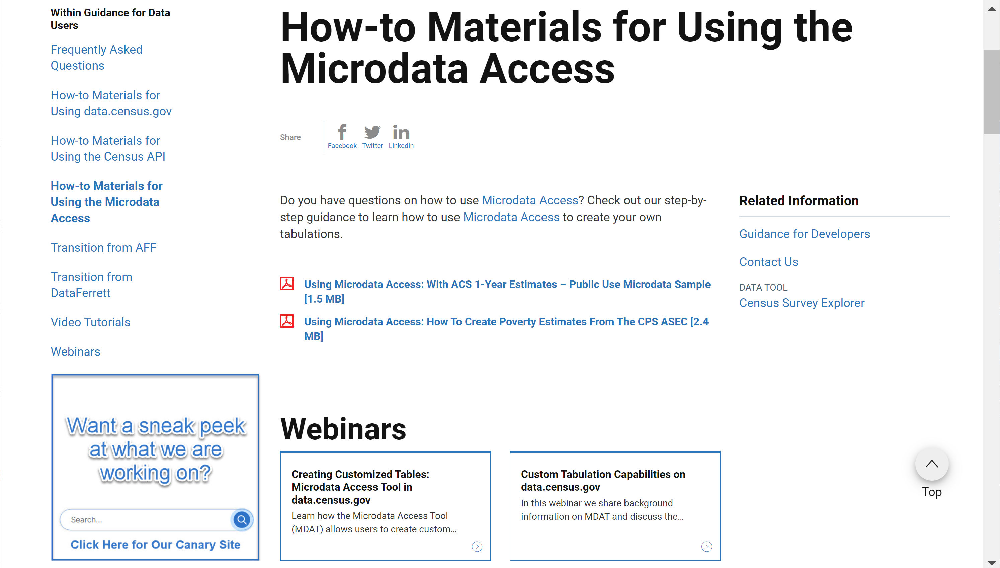 Within Guidance for Data
Users
Frequently Asked
Questions
How-to Materials for
Using data.census.gov
How-to Materials for
Using the Census API
How-to Materials for
Using the Microdata
Access
Transition from AFF
Transition from
DataFerrett
Video Tutorials
Webinars
Want a sneak peek
at what we are
working on?
Search...
Click Here for Our Canary Site
How-to Materials for Using the
Microdata Access
Share
Facebook Twitter LinkedIn
Do you have questions on how to use Microdata Access? Check out our step-by-
step guidance to learn how to use Microdata Access to create your own
tabulations.
Using Microdata Access: With ACS 1-Year Estimates – Public Use Microdata Sample
[1.5 MB]
Using Microdata Access: How To Create Poverty Estimates From The CPS ASEC [2.4
MB]
Related Information
Guidance for Developers
Contact Us
DATA TOOL
Census Survey Explorer
Webinars
Creating Customized Tables:
Microdata Access Tool in
data.census.gov
Learn how the Microdata Access Tool
(MDAT) allows users to create custom...
Custom Tabulation Capabilities on
data.census.gov
In this webinar we share background
information on MDAT and discuss the...
Top